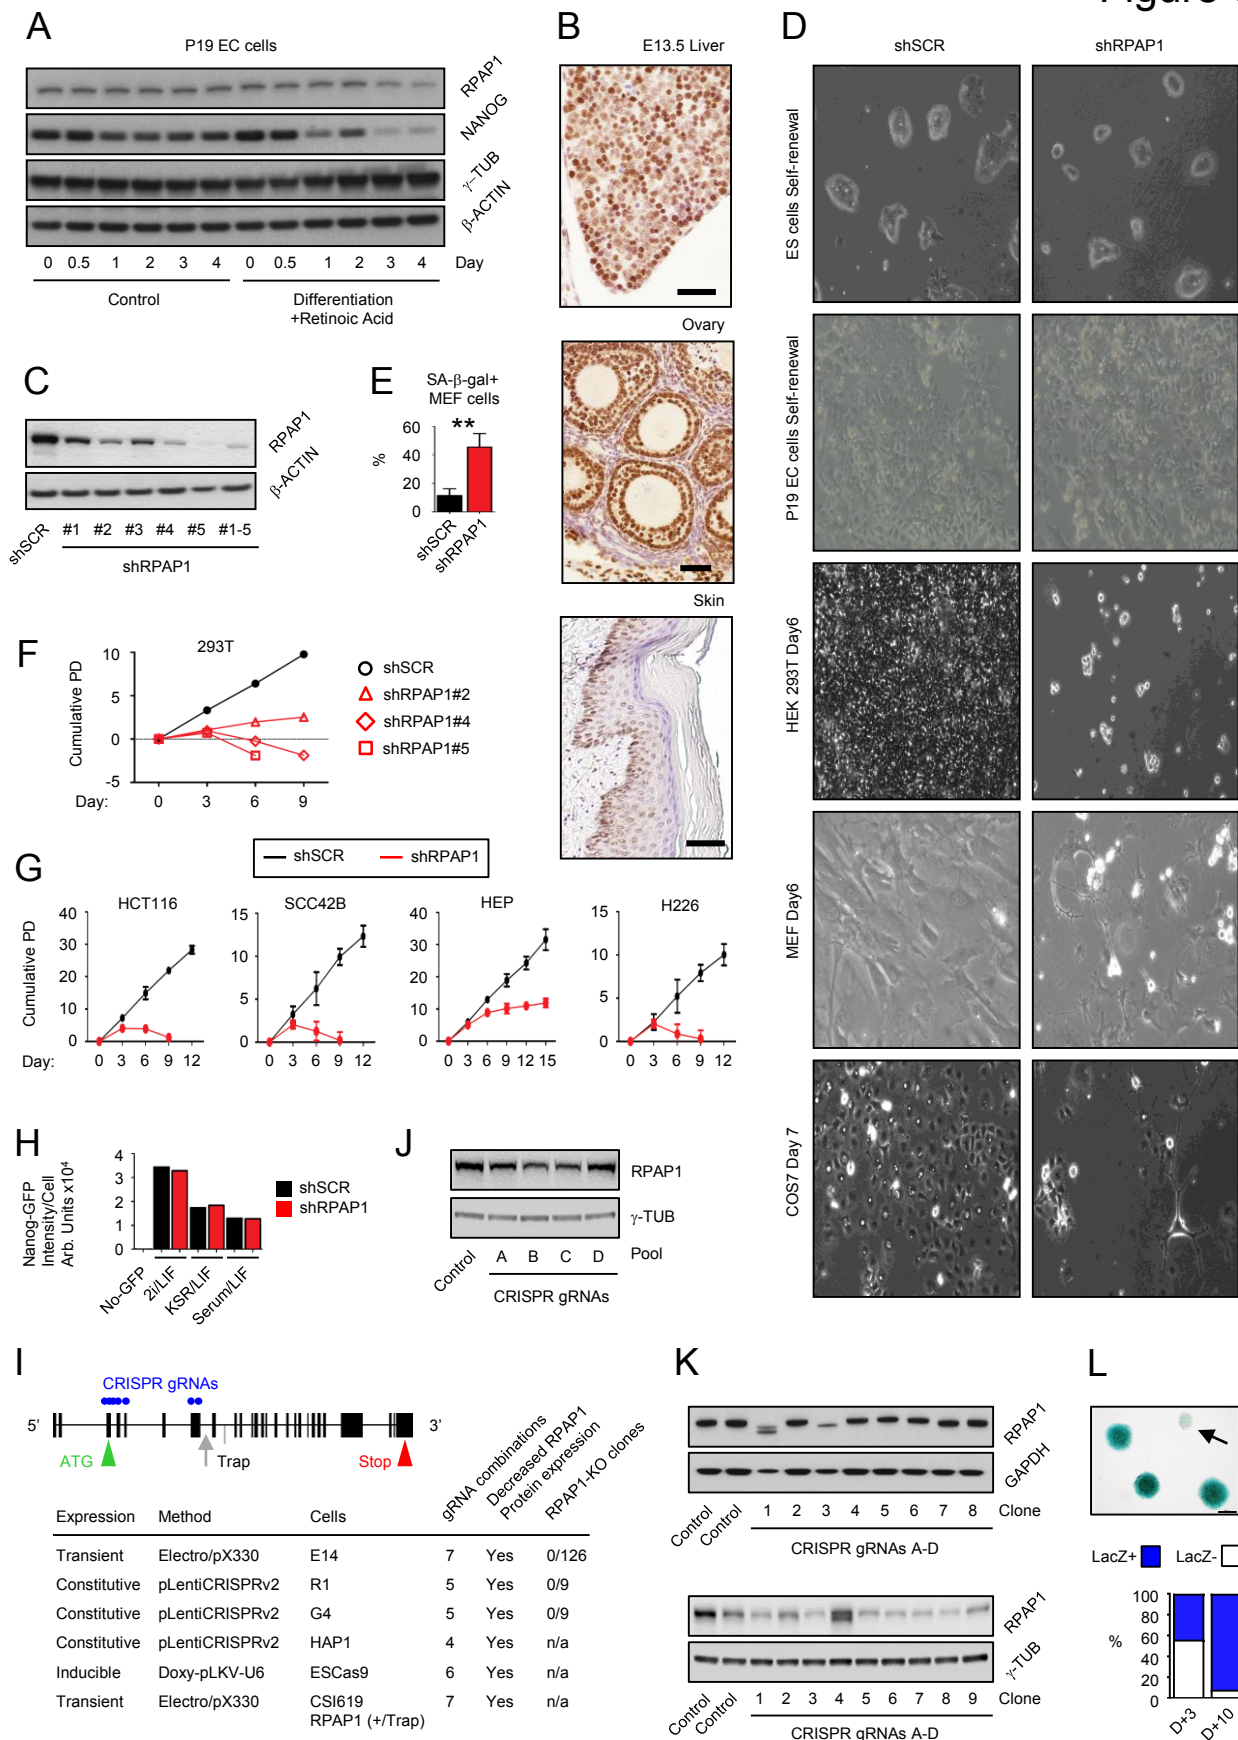 Figure
A
P19 EC cells
RPAP1
NANOG
γ-TUB
β-ACTIN
0 0.5 1 2 3 4 0 0.5 1 2 3 4 Day
Control
Differentiation
+Retinoic Acid
B
E13.5 Liver
Ovary
Skin
C
RPAP1
β-ACTIN
shSCR #1 #2 #3 #4 #5 #1-5
shRPAP1
D
shSCR shRPAP1
ES cells Self-renewal
P19 EC cells Self-renewal
HEK 293T Day6
MEF Day6
COS7 Day 7
E
SA-β-gal+
MEF cells
**
60
40
20
0
%
shSCR
shRPAP1
F
293T
Cumulative PD
10
5
0
-5
Day: 0 3 6 9
shSCR
shRPAP1#2
shRPAP1#4
shRPAP1#5
G
shSCR shRPAP1
HCT116 SCC42B HEP H226
Cumulative PD
40
30
20
10
0
15
10
5
0
40
30
20
10
0
15
10
5
0
Day: 0 3 6 9 12 0 3 6 9 12 0 3 6 9 12 15 0 3 6 9 12
H
Nanog-GFP
Intensity/Cell
Arb. Units x10⁴
4
3
2
1
0
No-GFP
2i/LIF
KSR/LIF
Serum/LIF
shSCR
shRPAP1
J
RPAP1
γ-TUB
Control A B C D Pool
CRISPR gRNAs
I
CRISPR gRNAs
5' 3'
ATG Trap Stop
gRNA combinations
Decreased RPAP1
Protein expression
RPAP1-KO clones
Expression Method Cells
Transient Electro/pX330 E14 7 Yes 0/126
Constitutive pLentiCRISPRv2 R1 5 Yes 0/9
Constitutive pLentiCRISPRv2 G4 5 Yes 0/9
Constitutive pLentiCRISPRv2 HAP1 4 Yes n/a
Inducible Doxy-pLKV-U6 ESCas9 6 Yes n/a
Transient Electro/pX330 CSI619 7 Yes n/a
RPAP1 (+/Trap)
K
RPAP1
GAPDH
Control Control 1 2 3 4 5 6 7 8 Clone
CRISPR gRNAs A-D
RPAP1
γ-TUB
Control Control 1 2 3 4 5 6 7 8 9 Clone
CRISPR gRNAs A-D
L
LacZ+ LacZ-
100
80
60
40
20
0
%
D+3 D+10